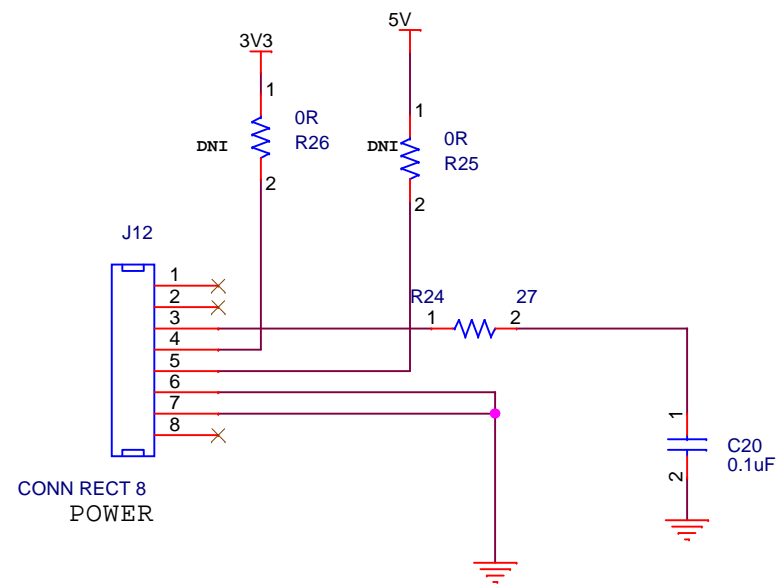 5V
3V3
1
0R
DNI
R26
2
1
0R
DNI
R25
2
J12
1
2
3
4
5
6
7
8
R24
27
1
2
1
C20
0.1uF
2
CONN RECT 8
POWER